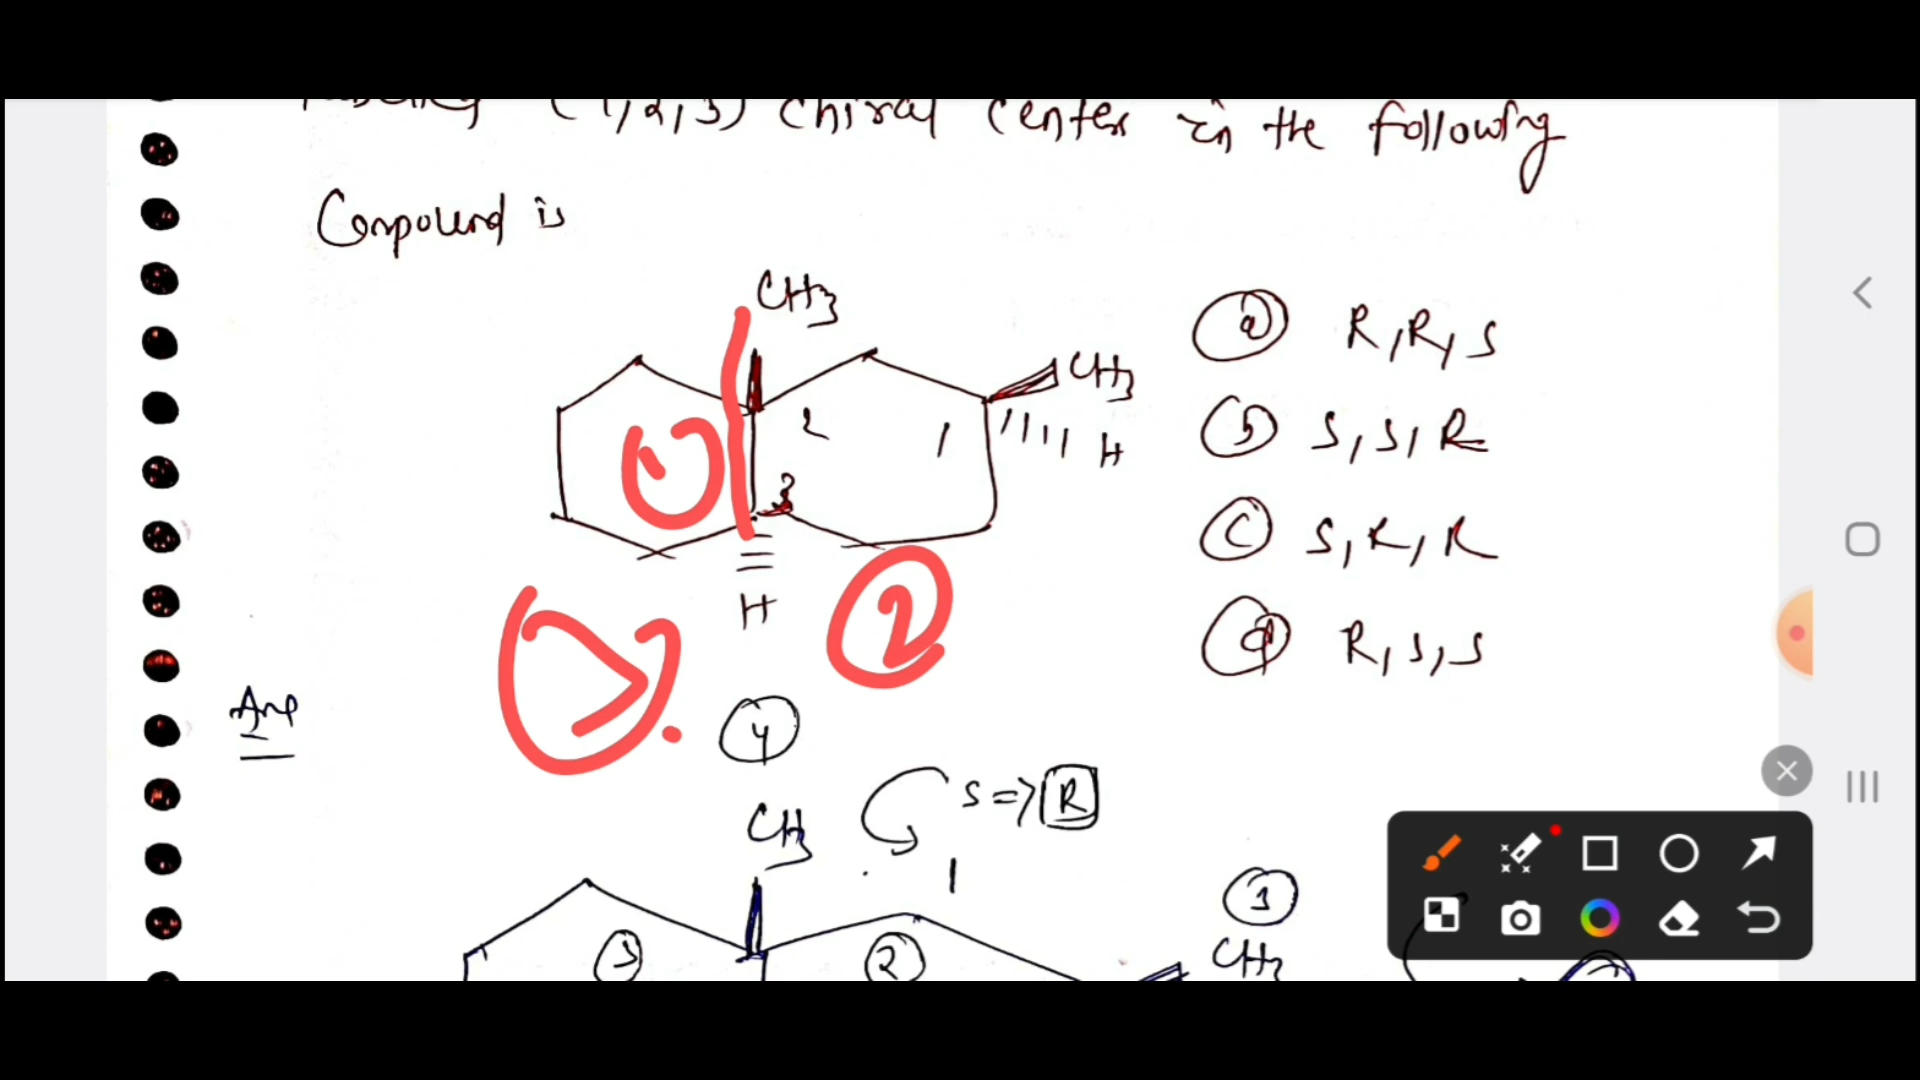 (1,2,3) chiral center in the following
Compound is
CH3
CH3
H
2
1
3
H
(a) R,R,S
(b) S,S,R
(c) S,R,R
(d) R,S,S
1
2
Ans
4
CH3
S => R
1
3
2
1
CH3